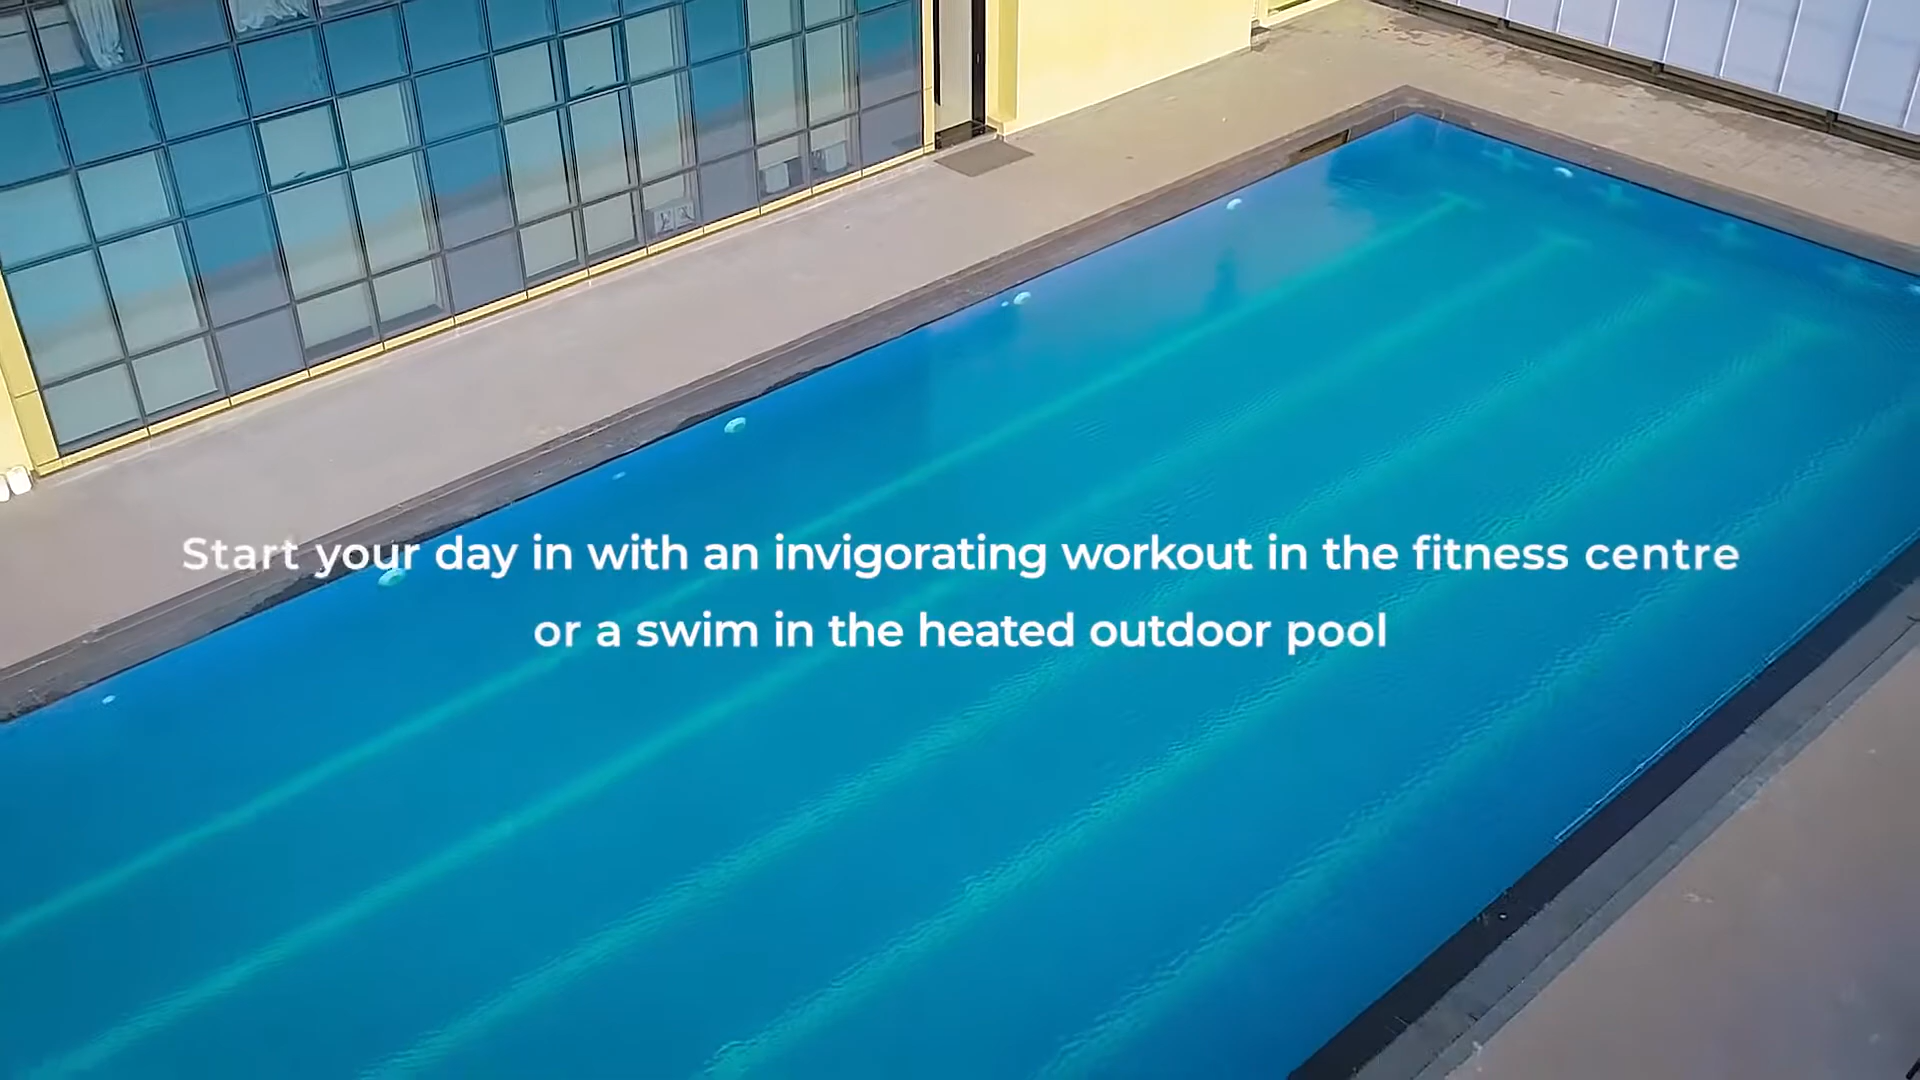 Start your day in with an invigorating workout in the fitness centre
or a swim in the heated outdoor pool